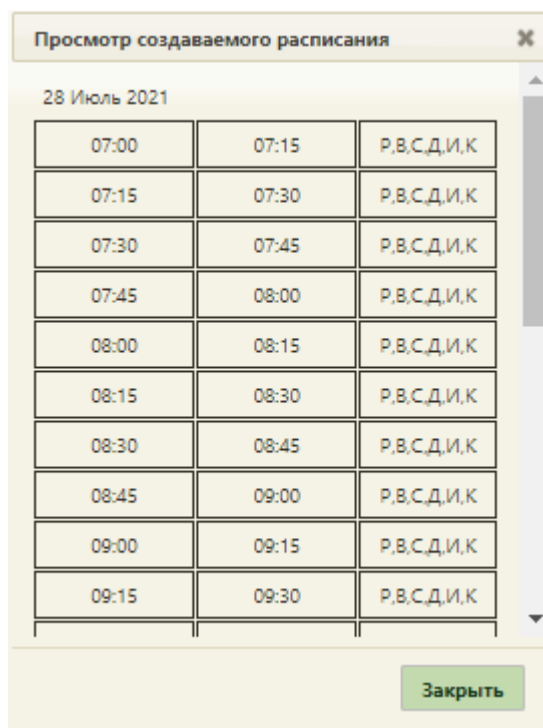 Просмотр создаваемого расписания
28 Июль 2021
07:00 07:15 Р,В,С,Д,И,К
07:15 07:30 Р,В,С,Д,И,К
07:30 07:45 Р,В,С,Д,И,К
07:45 08:00 Р,В,С,Д,И,К
08:00 08:15 Р,В,С,Д,И,К
08:15 08:30 Р,В,С,Д,И,К
08:30 08:45 Р,В,С,Д,И,К
08:45 09:00 Р,В,С,Д,И,К
09:00 09:15 Р,В,С,Д,И,К
09:15 09:30 Р,В,С,Д,И,К
Закрыть